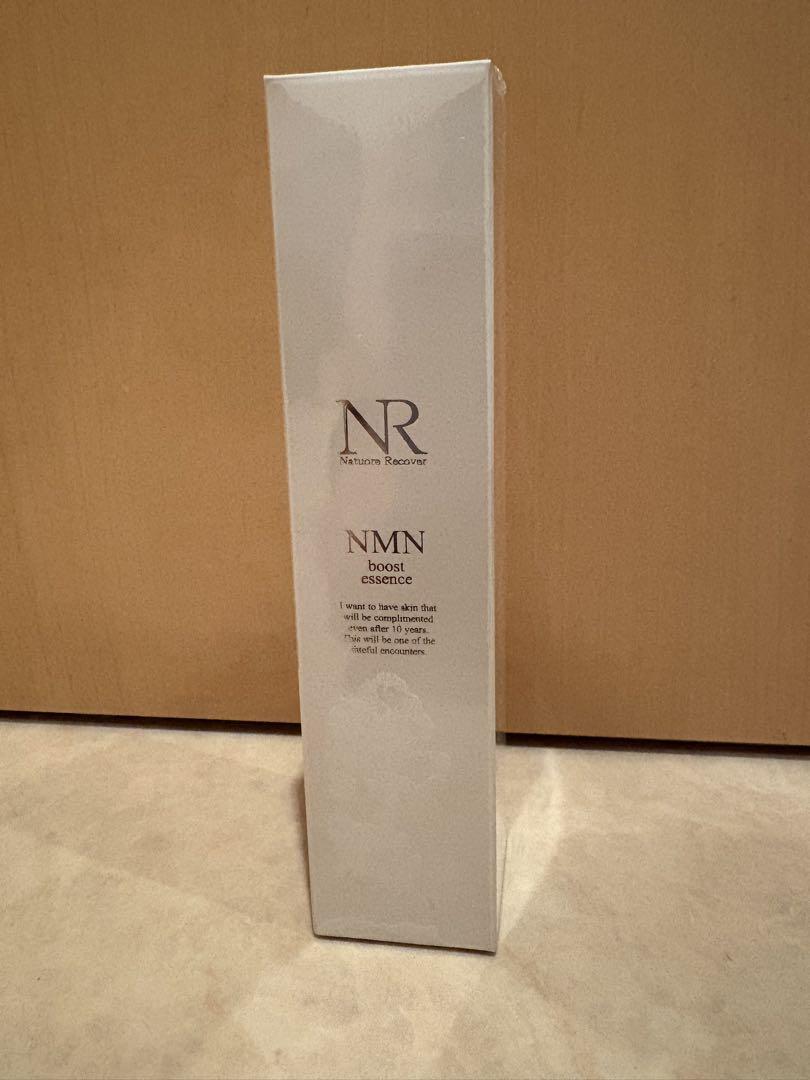 NR
Natuore Recover
NMN
boost
essence
I want to have skin that
will be complimented
even after 10 years.
This will be one of the
fateful encounters.